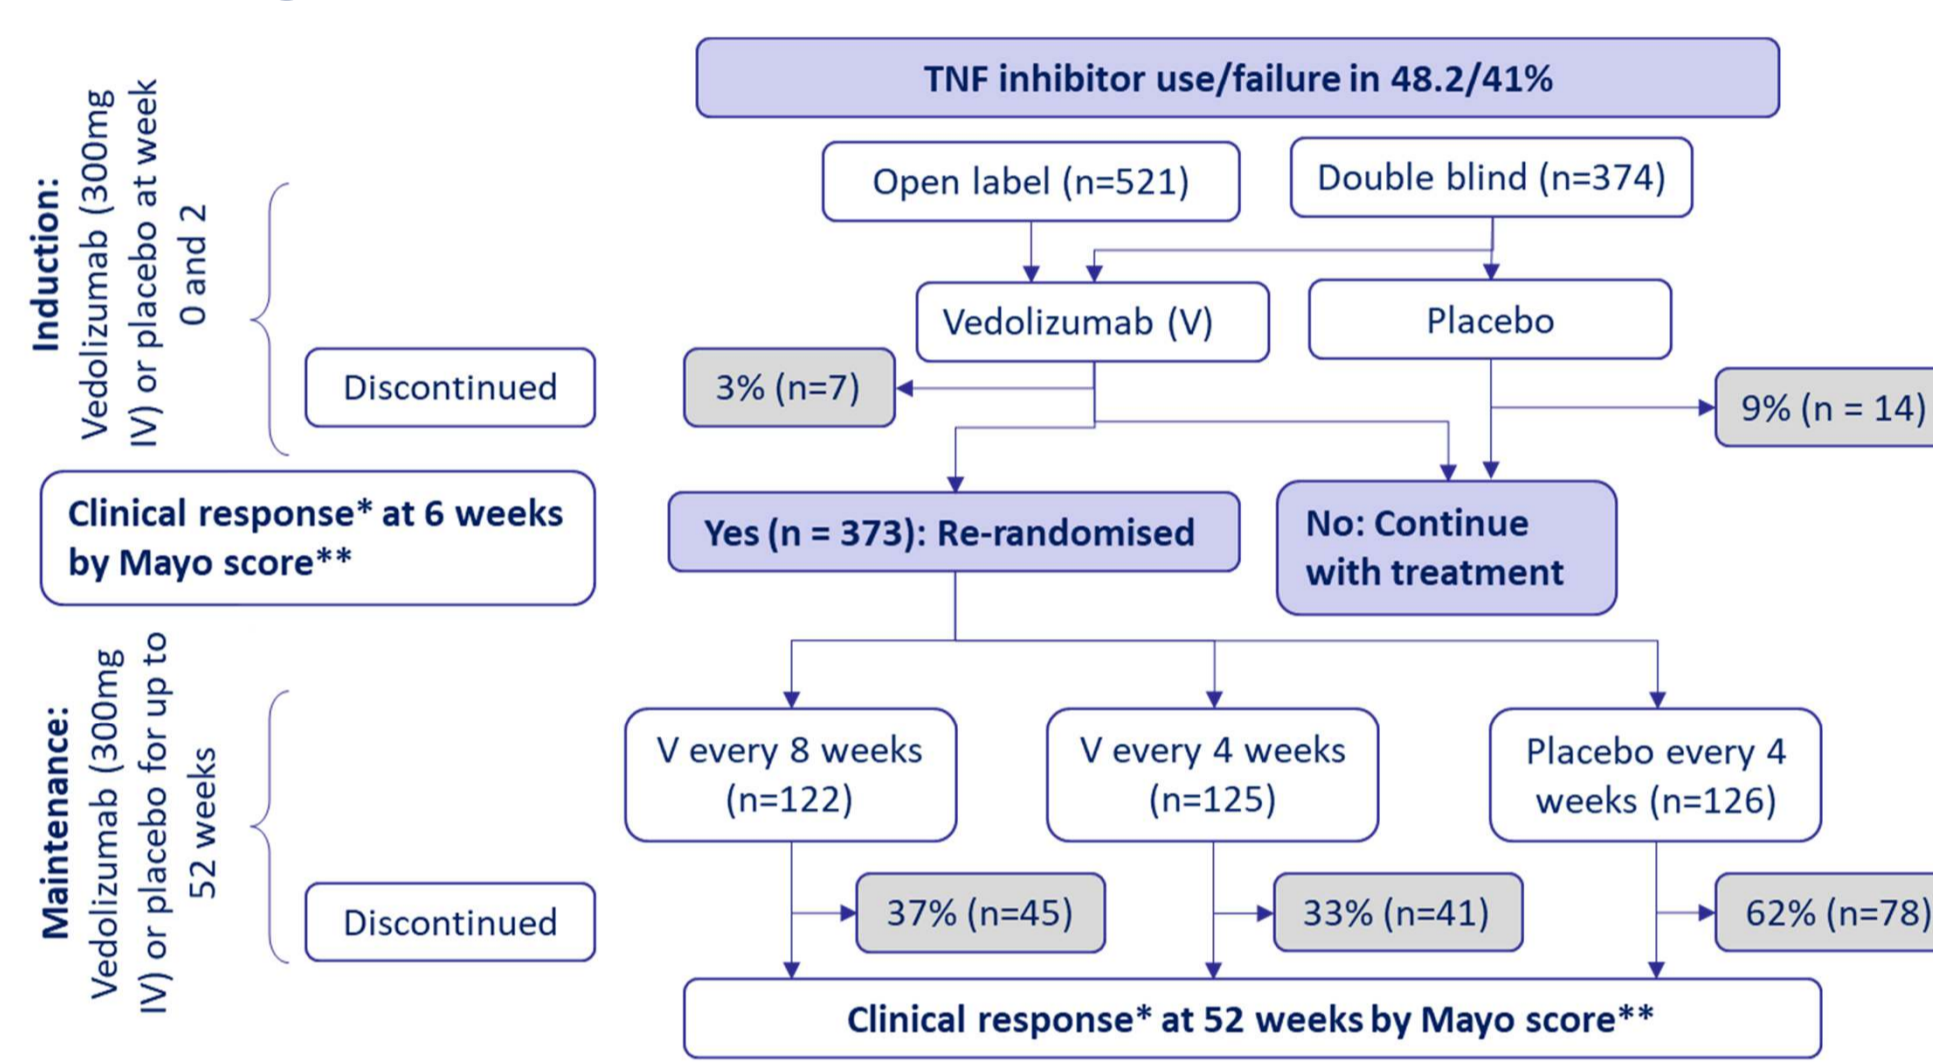 TNF inhibitor use/failure in 48.2/41%
Induction:
Vedolizumab (300mg
IV) or placebo at week
0 and 2
Open label (n=521)
Double blind (n=374)
Vedolizumab (V)
Placebo
Discontinued
3% (n=7)
9% (n = 14)
Clinical response* at 6 weeks
by Mayo score**
Yes (n = 373): Re-randomised
No: Continue
with treatment
Maintenance:
Vedolizumab (300mg
IV) or placebo for up to
52 weeks
V every 8 weeks
(n=122)
V every 4 weeks
(n=125)
Placebo every 4
weeks (n=126)
Discontinued
37% (n=45)
33% (n=41)
62% (n=78)
Clinical response* at 52 weeks by Mayo score**